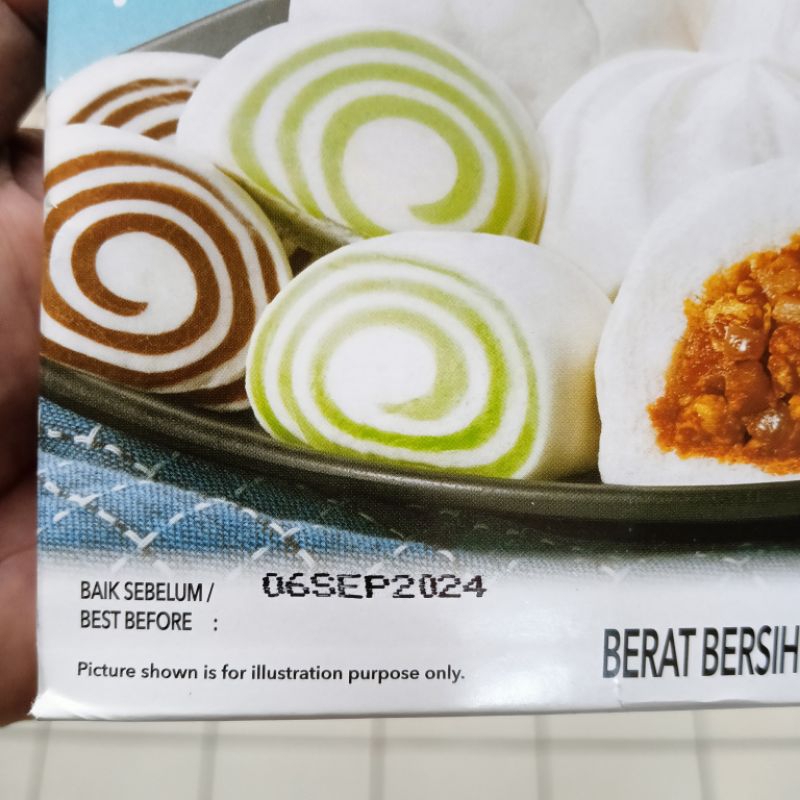 BAIK SEBELUM / 06SEP2024
BEST BEFORE :
BERAT BERSIH
Picture shown is for illustration purpose only.